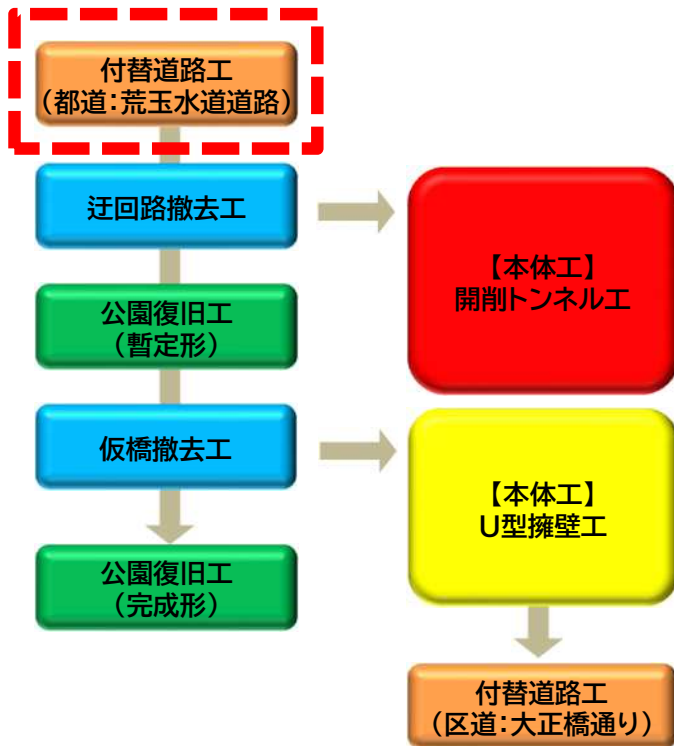 付替道路工
(都道:荒玉水道道路)
迂回路撤去工
公園復旧工
(暫定形)
仮橋撤去工
公園復旧工
(完成形)
【本体工】
開削トンネル工
【本体工】
U型擁壁工
付替道路工
(区道:大正橋通り)